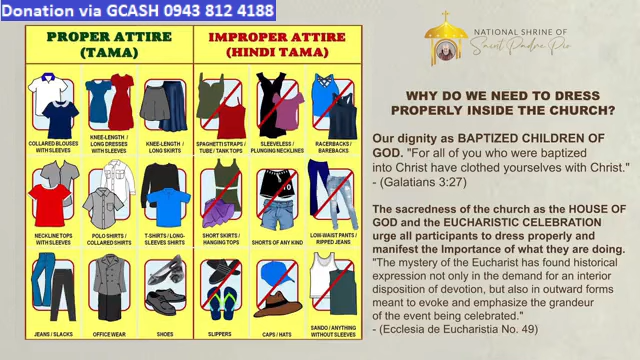 Donation via GCASH 0943 812 4188
PROPER ATTIRE
(TAMA)
IMPROPER ATTIRE
(HINDI TAMA)
COLLARED BLOUSES
WITH SLEEVES
KNEE-LENGTH /
LONG DRESSES
WITH SLEEVES
KNEE-LENGTH /
LONG SKIRTS
SPAGHETTI STRAPS /
TUBE / TANK TOPS
SLEEVELESS /
PLUNGING NECKLINES
RACERBACKS /
BAREBACKS
NECKLINE TOPS
WITH SLEEVES
POLO-SHIRTS /
COLLARED SHIRTS
T-SHIRTS / LONG-
SLEEVES SHIRTS
SHORT SKIRTS /
HANGING TOPS
SHORTS OF ANY KIND
LOW-WAIST PANTS /
RIPPED JEANS
JEANS / SLACKS
OFFICE WEAR
SHOES
SLIPPERS
CAPS / HATS
SANDO / ANYTHING
WITHOUT SLEEVES
NATIONAL SHRINE OF
Saint Padre Pio
WHY DO WE NEED TO DRESS
PROPERLY INSIDE THE CHURCH?
Our dignity as BAPTIZED CHILDREN OF
GOD. "For all of you who were baptized
into Christ have clothed yourselves with Christ."
- (Galatians 3:27)
The sacredness of the church as the HOUSE OF
GOD and the EUCHARISTIC CELEBRATION
urge all participants to dress properly and
manifest the Importance of what they are doing.
"The mystery of the Eucharist has found historical
expression not only in the demand for an interior
disposition of devotion, but also in outward forms
meant to evoke and emphasize the grandeur
of the event being celebrated."
- (Ecclesia de Eucharistia No. 49)